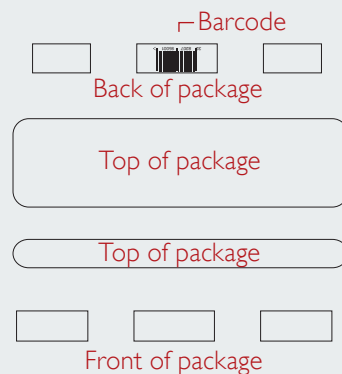 Barcode
Back of package
Top of package
Top of package
Front of package